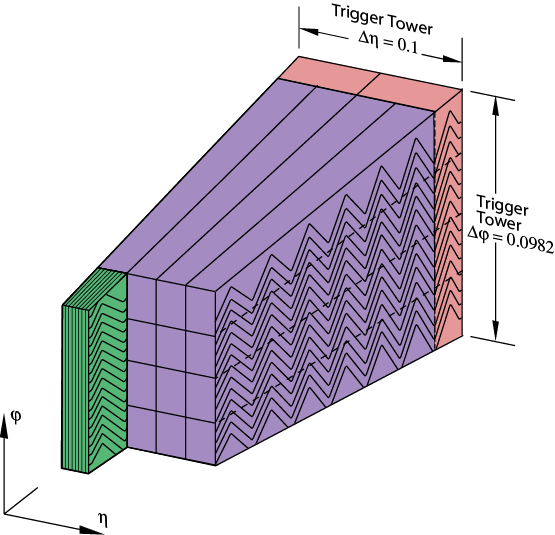 Trigger Tower
Δη = 0.1
Trigger
Tower
Δφ = 0.0982
φ
η